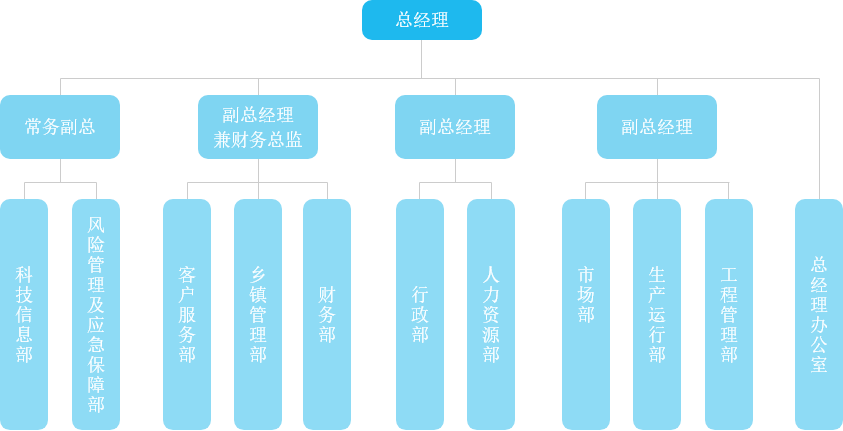 总经理
常务副总
副总经理
兼财务总监
副总经理
副总经理
科技信息部
风险管理及应急保障部
客户服务部
乡镇管理部
财务部
行政部
人力资源部
市场部
生产运行部
工程管理部
总经理办公室